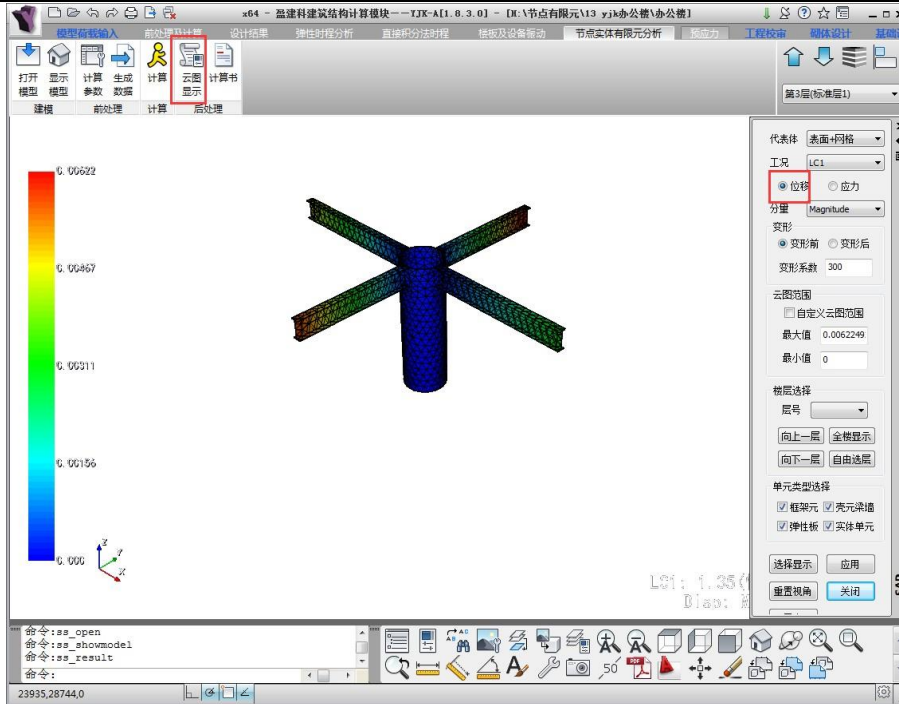 x64 - 盈建科建筑结构计算模块--YJK-A[1.8.3.0] - [M:\节点有限元\13 yjk办公楼\办公楼]
模型荷载输入 前处理及计算 设计结果 弹性时程分析 直接积分法时程 楼板及设备振动 节点实体有限元分析 预应力 工程校审 砌体设计
打开模型 显示模型 计算参数 生成数据 计算 云图显示 计算书
建模 前处理 计算 后处理
第3层(标准层1)
代表体 表面+网格
工况 LC1
位移 应力
分量 Magnitude
变形
变形前 变形后
变形系数 300
云图范围
自定义云图范围
最大值 0.0062249
最小值 0
楼层选择
层号
向上一层 全楼显示
向下一层 自由选层
单元类型选择
框架元 壳元梁墙
弹性板 实体单元
选择显示 应用
重置视角 关闭
0.00622
0.00467
0.00311
0.00156
0.000
Z
Y
X
LC1: 1.35(
Disp: M
命令:ss_open
命令:ss_showmodel
命令:ss_result
命令:
50
PDF
23935,28744,0